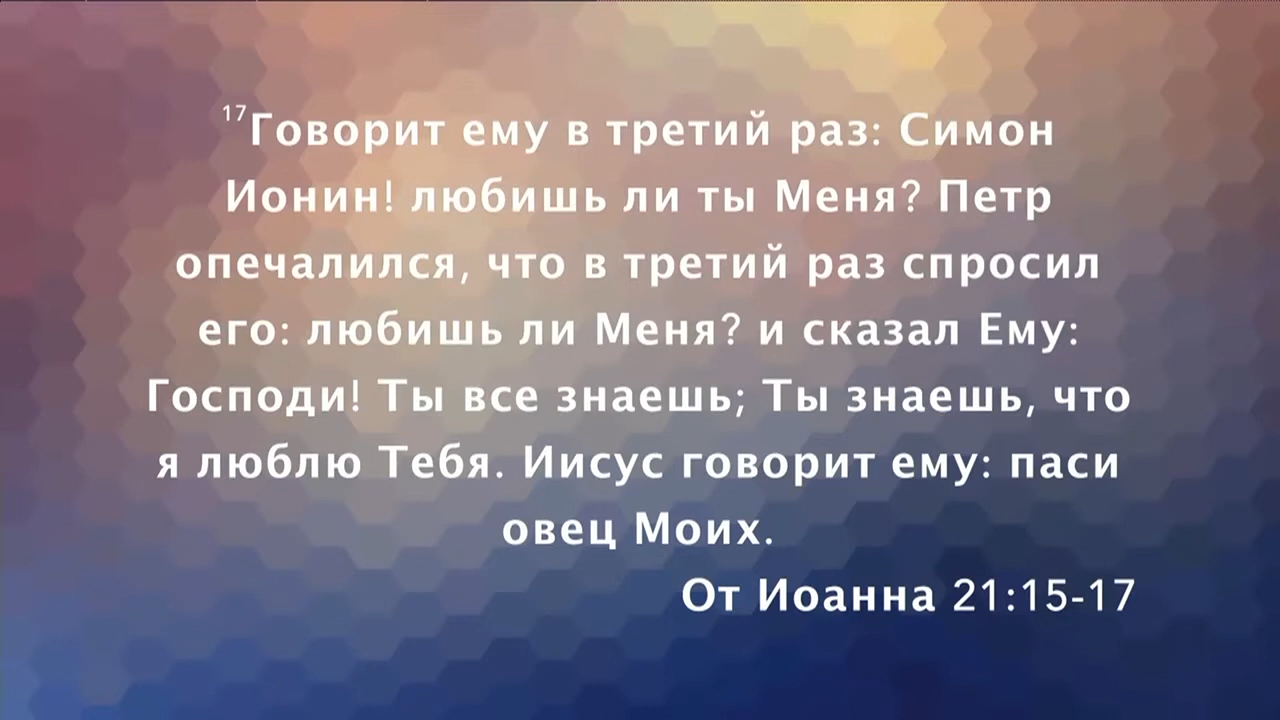 17Говорит ему в третий раз: Симон
Ионин! любишь ли ты Меня? Петр
опечалился, что в третий раз спросил
его: любишь ли Меня? и сказал Ему:
Господи! Ты все знаешь; Ты знаешь, что
я люблю Тебя. Иисус говорит ему: паси
овец Моих.
От Иоанна 21:15-17